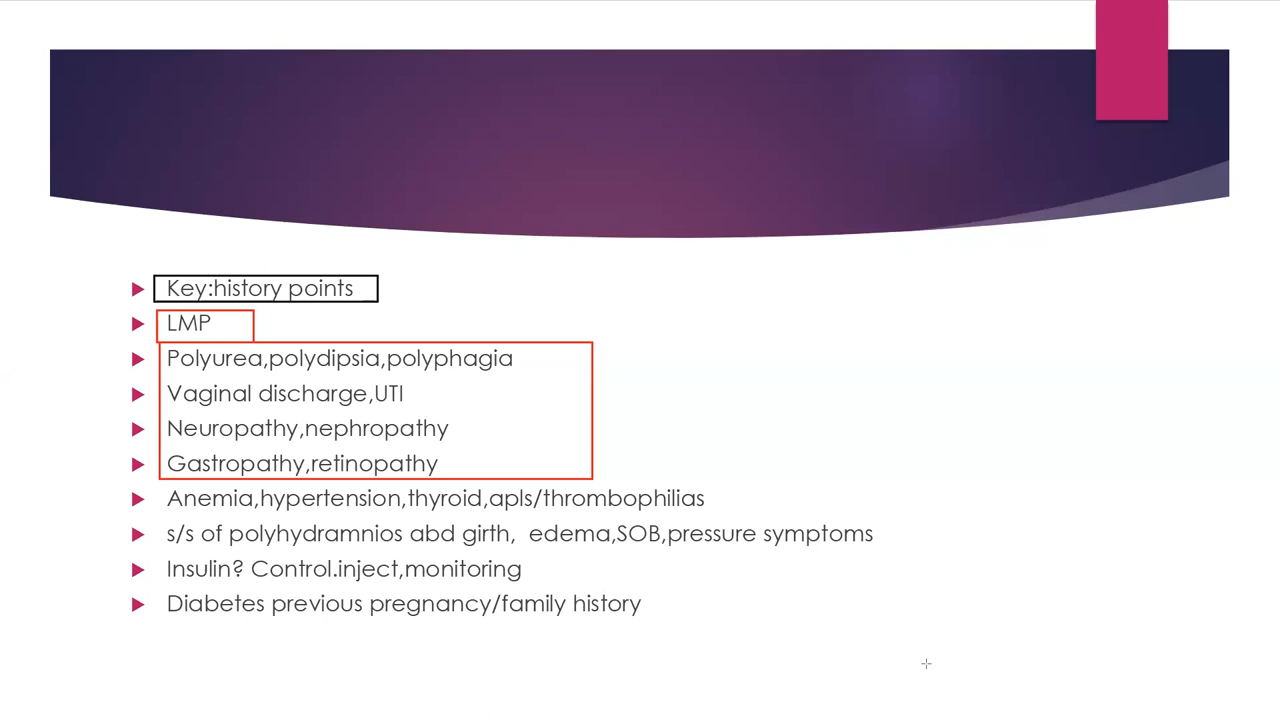 Key:history points
LMP
Polyurea,polydipsia,polyphagia
Vaginal discharge,UTI
Neuropathy,nephropathy
Gastropathy,retinopathy
Anemia,hypertension,thyroid,apls/thrombophilias
s/s of polyhydramnios abd girth,  edema,SOB,pressure symptoms
Insulin? Control.inject,monitoring
Diabetes previous pregnancy/family history